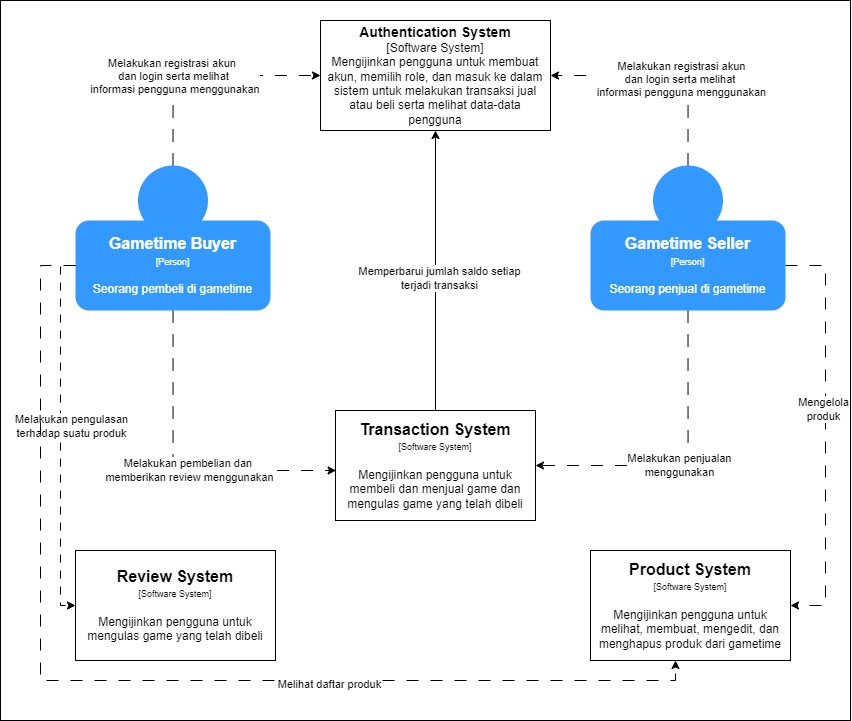 Authentication System
[Software System]
Mengijinkan pengguna untuk membuat
akun, memilih role, dan masuk ke dalam
sistem untuk melakukan transaksi jual
atau beli serta melihat data-data
pengguna
Melakukan registrasi akun
dan login serta melihat
informasi pengguna menggunakan
Melakukan registrasi akun
dan login serta melihat
informasi pengguna menggunakan
Gametime Buyer
[Person]
Seorang pembeli di gametime
Gametime Seller
[Person]
Seorang penjual di gametime
Memperbarui jumlah saldo setiap
terjadi transaksi
Melakukan pengulasan
terhadap suatu produk
Mengelola
produk
Transaction System
[Software System]
Mengijinkan pengguna untuk
membeli dan menjual game dan
mengulas game yang telah dibeli
Melakukan pembelian dan
memberikan review menggunakan
Melakukan penjualan
menggunakan
Review System
[Software System]
Mengijinkan pengguna untuk
mengulas game yang telah dibeli
Product System
[Software System]
Mengijinkan pengguna untuk
melihat, membuat, mengedit, dan
menghapus produk dari gametime
Melihat daftar produk